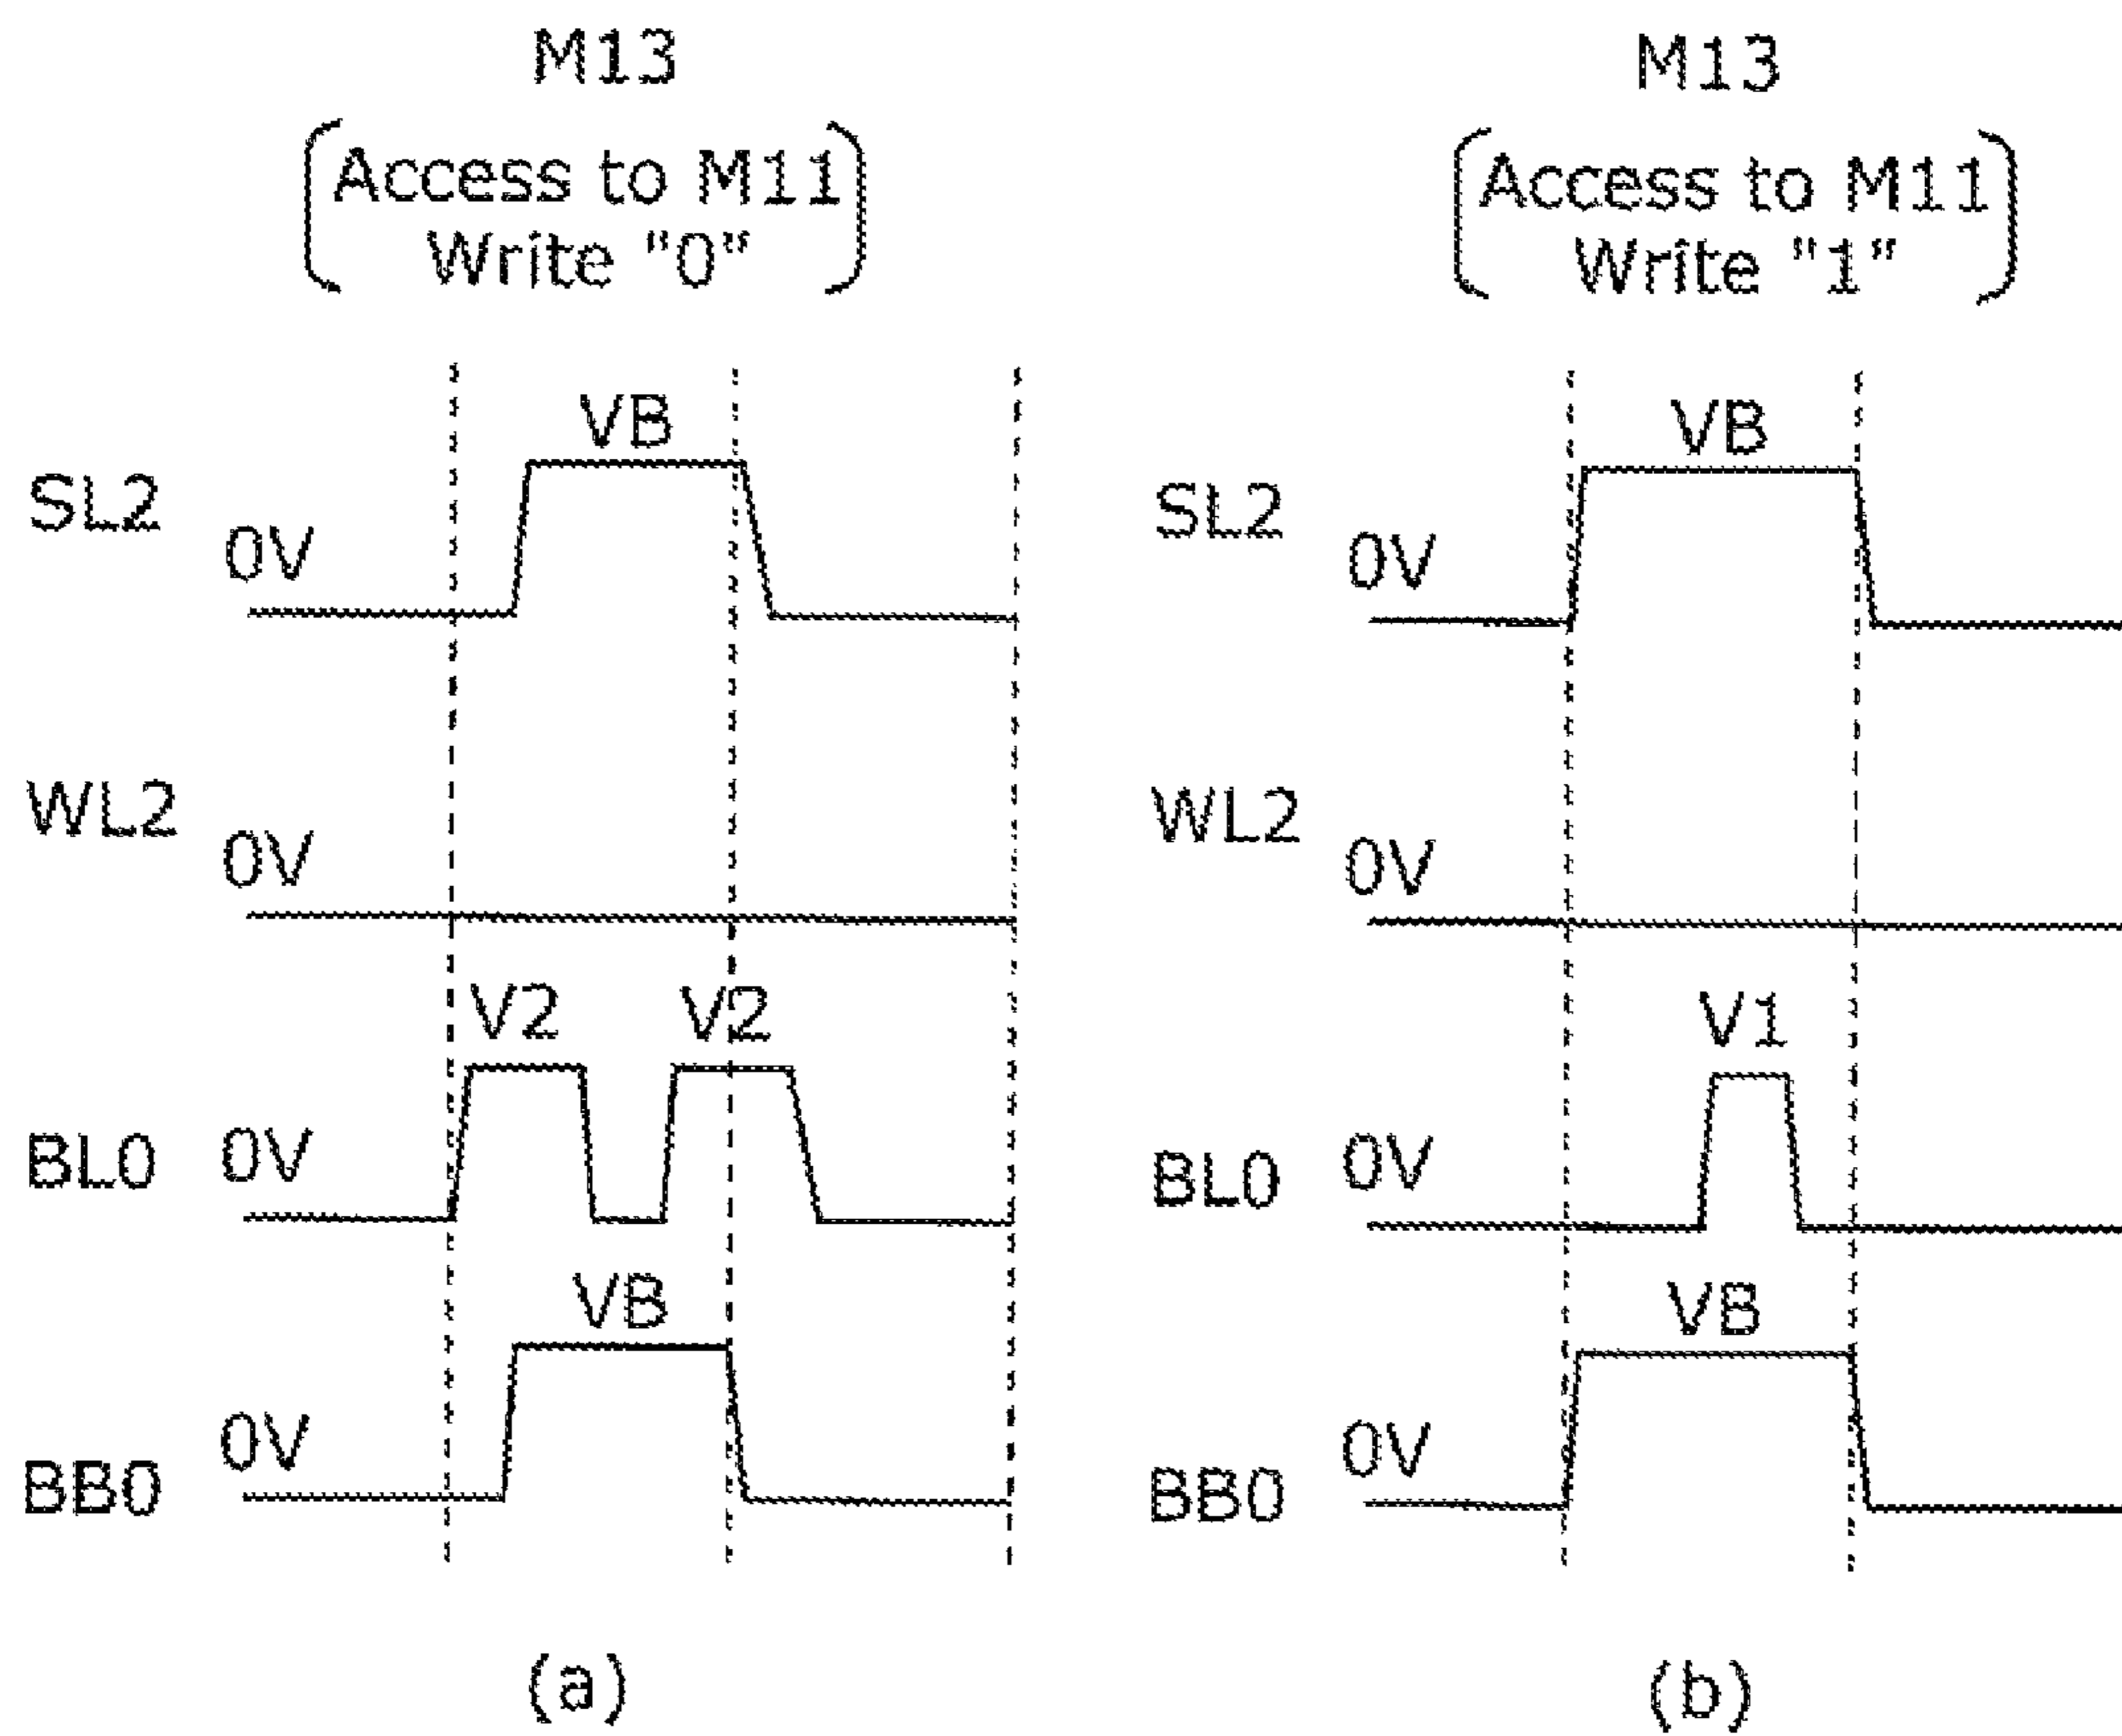 M13
Access to M11
Write "0"
VB
SL2
0V
WL2
0V
V2 V2
BL0
0V
VB
BB0
0V
(a)
M13
Access to M11
Write "1"
VB
SL2
0V
WL2
0V
V1
BL0
0V
VB
BB0
0V
(b)